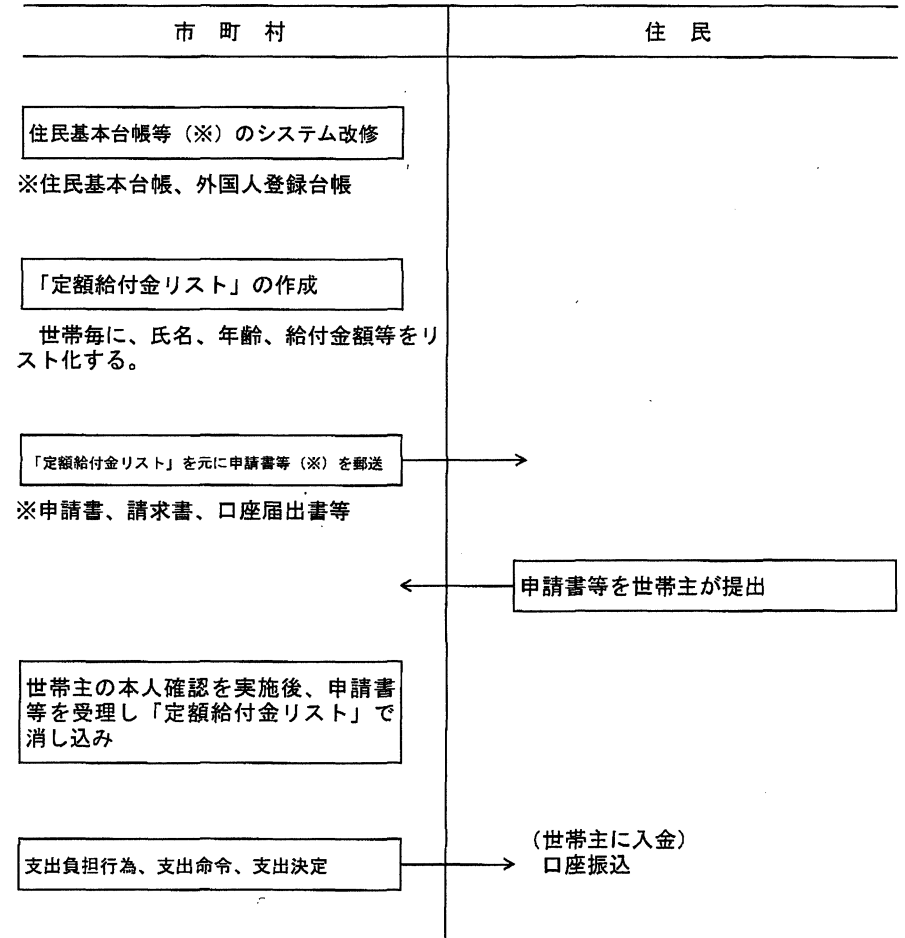 市 町 村
住 民
住民基本台帳等（※）のシステム改修
※住民基本台帳、外国人登録台帳
「定額給付金リスト」の作成
世帯毎に、氏名、年齢、給付金額等をリ
スト化する。
「定額給付金リスト」を元に申請書等（※）を郵送
※申請書、請求書、口座届出書等
申請書等を世帯主が提出
世帯主の本人確認を実施後、申請書
等を受理し「定額給付金リスト」で
消し込み
支出負担行為、支出命令、支出決定
（世帯主に入金）
口座振込